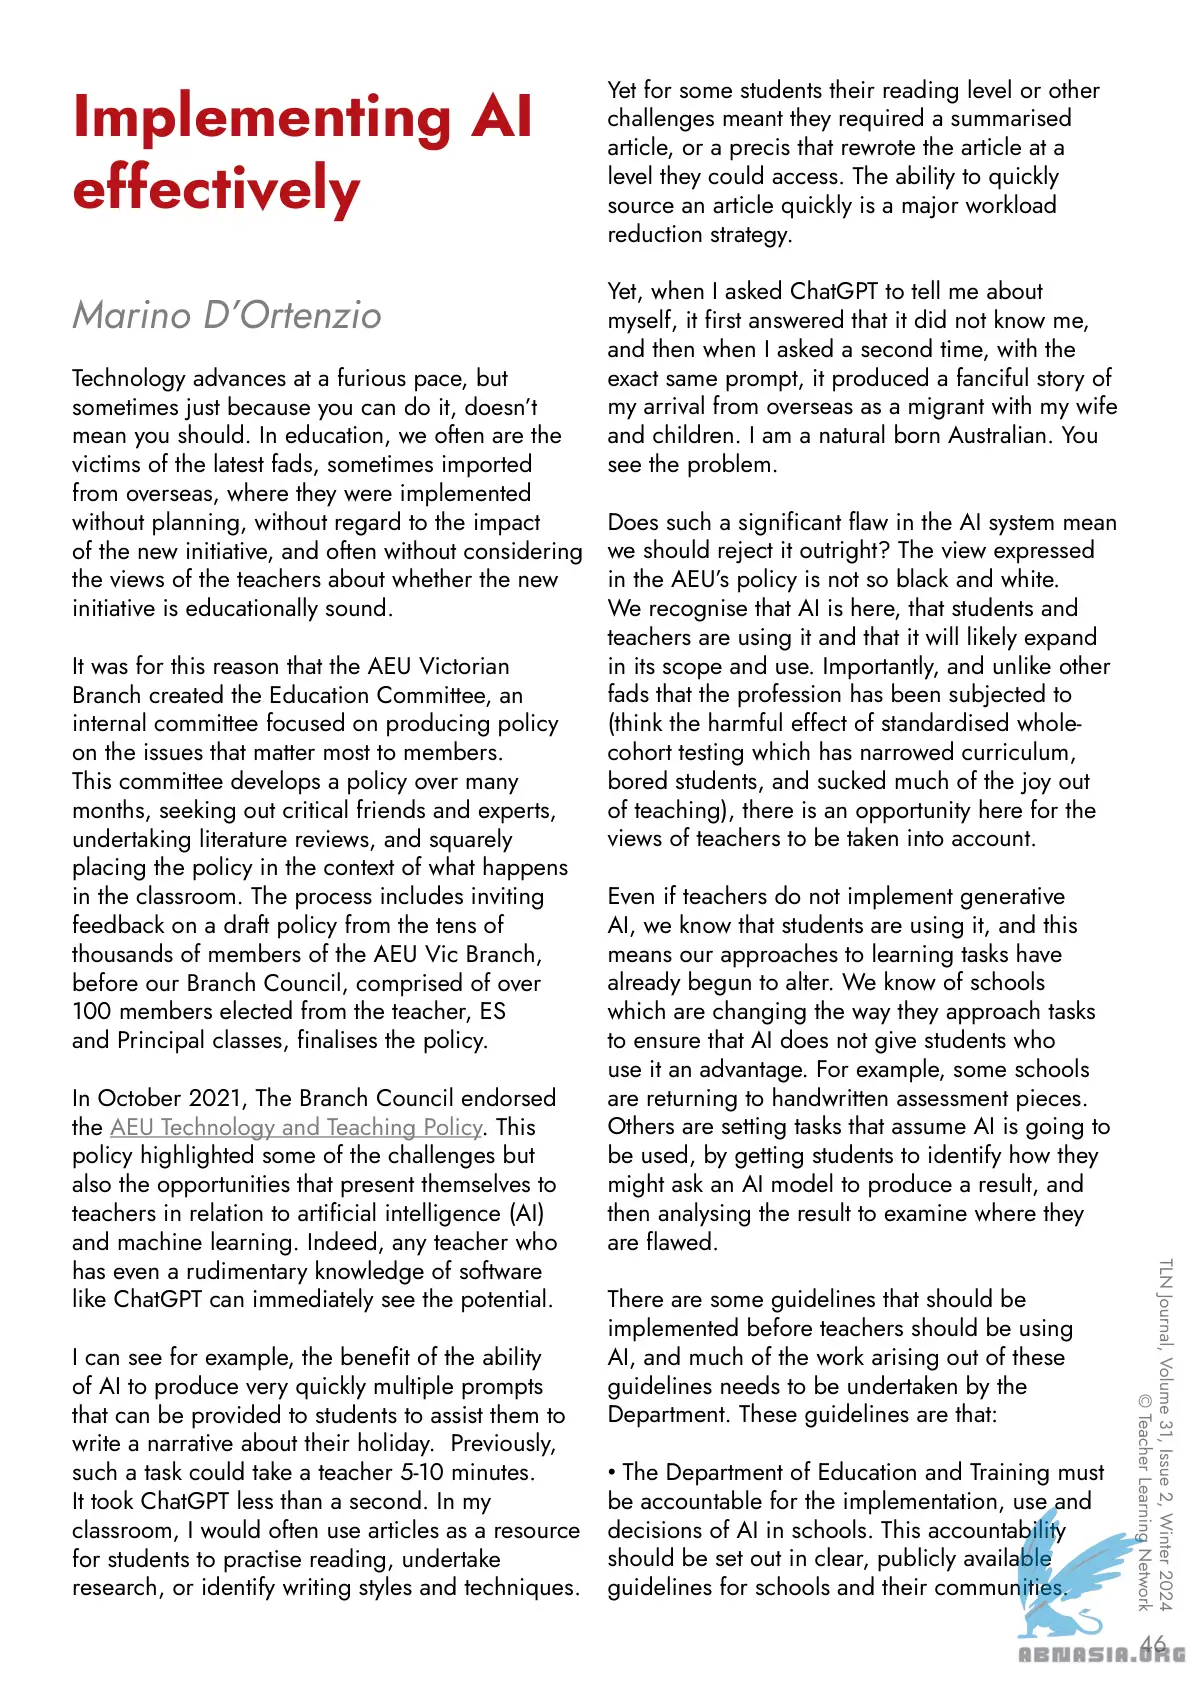 Implementing AI
effectively
Marino D’Ortenzio
Technology advances at a furious pace, but
sometimes just because you can do it, doesn’t
mean you should. In education, we often are the
victims of the latest fads, sometimes imported
from overseas, where they were implemented
without planning, without regard to the impact
of the new initiative, and often without considering
the views of the teachers about whether the new
initiative is educationally sound.
It was for this reason that the AEU Victorian
Branch created the Education Committee, an
internal committee focused on producing policy
on the issues that matter most to members.
This committee develops a policy over many
months, seeking out critical friends and experts,
undertaking literature reviews, and squarely
placing the policy in the context of what happens
in the classroom. The process includes inviting
feedback on a draft policy from the tens of
thousands of members of the AEU Vic Branch,
before our Branch Council, comprised of over
100 members elected from the teacher, ES
and Principal classes, finalises the policy.
In October 2021, The Branch Council endorsed
the AEU Technology and Teaching Policy. This
policy highlighted some of the challenges but
also the opportunities that present themselves to
teachers in relation to artificial intelligence (AI)
and machine learning. Indeed, any teacher who
has even a rudimentary knowledge of software
like ChatGPT can immediately see the potential.
I can see for example, the benefit of the ability
of AI to produce very quickly multiple prompts
that can be provided to students to assist them to
write a narrative about their holiday.  Previously,
such a task could take a teacher 5-10 minutes.
It took ChatGPT less than a second. In my
classroom, I would often use articles as a resource
for students to practise reading, undertake
research, or identify writing styles and techniques.
Yet for some students their reading level or other
challenges meant they required a summarised
article, or a precis that rewrote the article at a
level they could access. The ability to quickly
source an article quickly is a major workload
reduction strategy.
Yet, when I asked ChatGPT to tell me about
myself, it first answered that it did not know me,
and then when I asked a second time, with the
exact same prompt, it produced a fanciful story of
my arrival from overseas as a migrant with my wife
and children. I am a natural born Australian. You
see the problem.
Does such a significant flaw in the AI system mean
we should reject it outright? The view expressed
in the AEU’s policy is not so black and white.
We recognise that AI is here, that students and
teachers are using it and that it will likely expand
in its scope and use. Importantly, and unlike other
fads that the profession has been subjected to
(think the harmful effect of standardised whole-
cohort testing which has narrowed curriculum,
bored students, and sucked much of the joy out
of teaching), there is an opportunity here for the
views of teachers to be taken into account.
Even if teachers do not implement generative
AI, we know that students are using it, and this
means our approaches to learning tasks have
already begun to alter. We know of schools
which are changing the way they approach tasks
to ensure that AI does not give students who
use it an advantage. For example, some schools
are returning to handwritten assessment pieces.
Others are setting tasks that assume AI is going to
be used, by getting students to identify how they
might ask an AI model to produce a result, and
then analysing the result to examine where they
are flawed.
There are some guidelines that should be
implemented before teachers should be using
AI, and much of the work arising out of these
guidelines needs to be undertaken by the
Department. These guidelines are that:
• The Department of Education and Training must
be accountable for the implementation, use and
decisions of AI in schools. This accountability
should be set out in clear, publicly available
guidelines for schools and their communities.
TLN Journal, Volume 31, Issue 2, Winter 2024
© Teacher Learning Network
46
ABNASIA.ORG